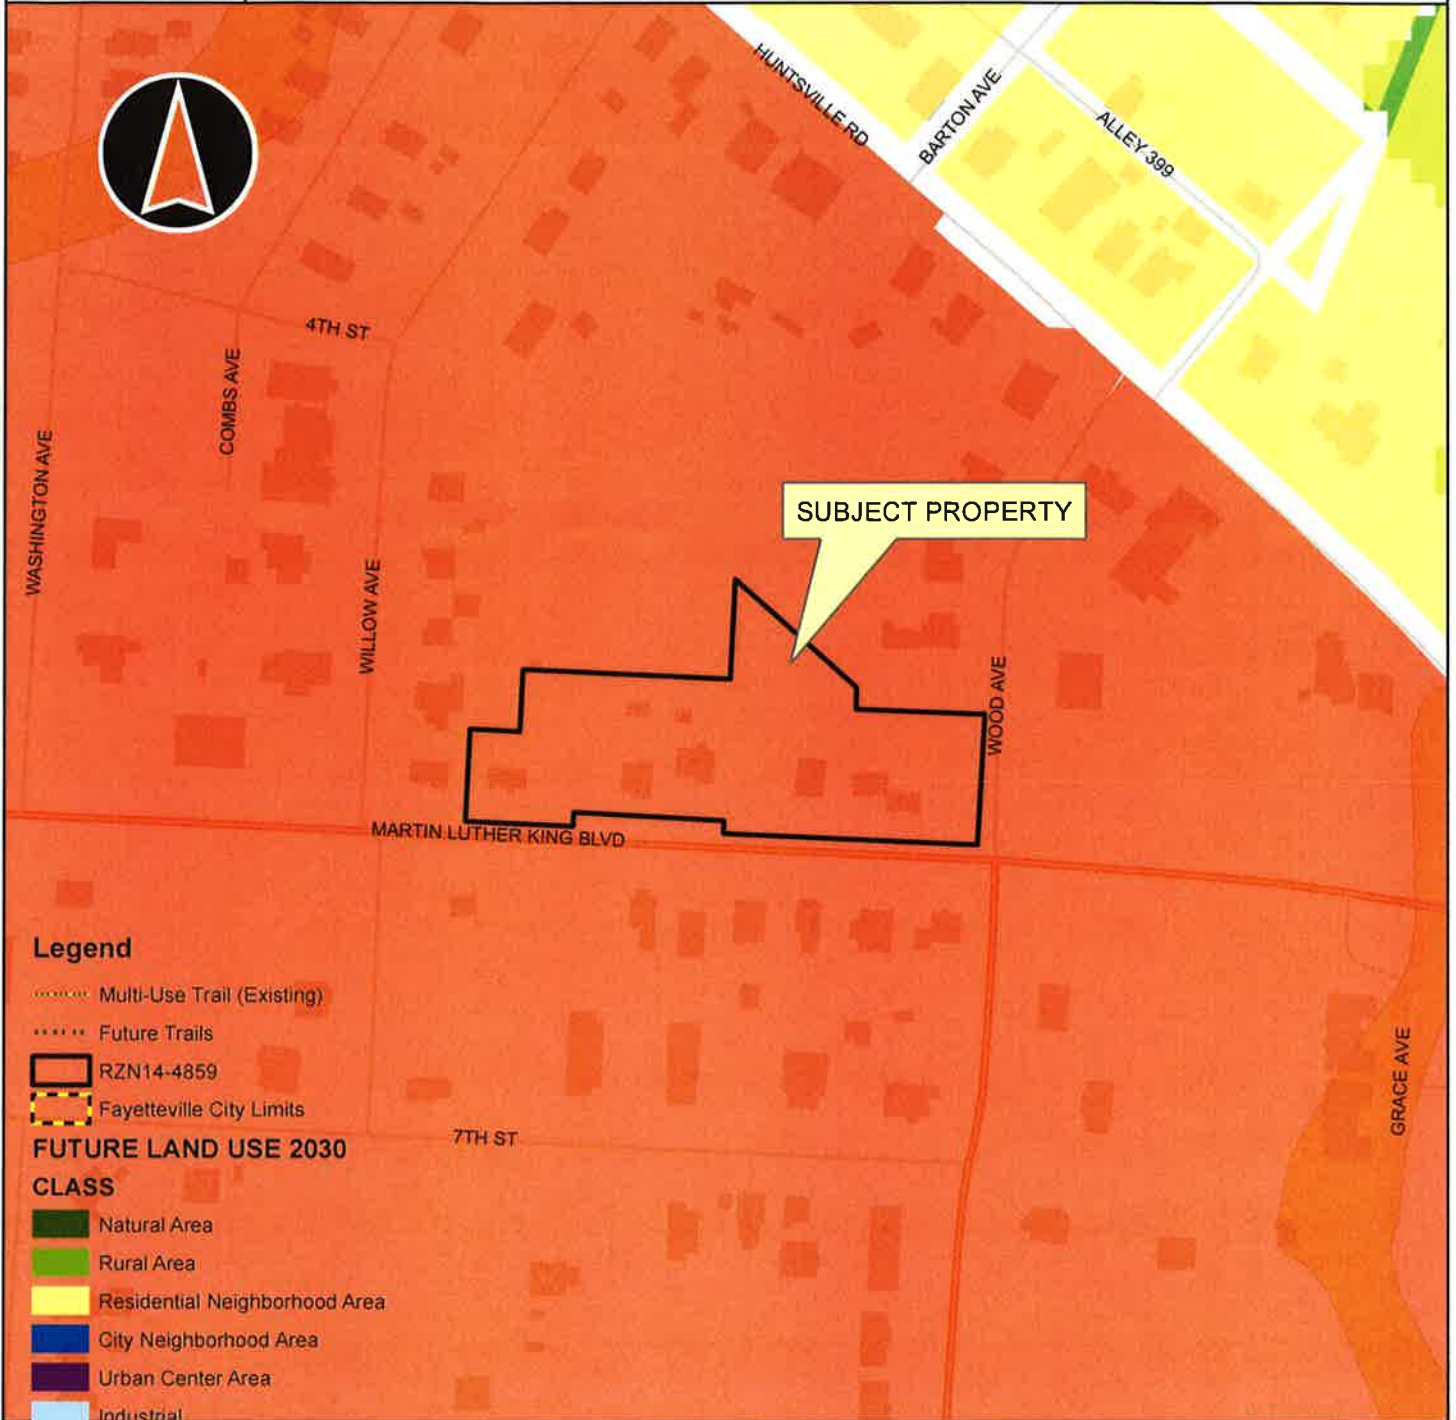 HUNTSVILLE RD
BARTON AVE
ALLEY 399
4TH ST
COMBS AVE
WASHINGTON AVE
WILLOW AVE
SUBJECT PROPERTY
WOOD AVE
MARTIN LUTHER KING BLVD
GRACE AVE
7TH ST
Legend
Multi-Use Trail (Existing)
Future Trails
RZN14-4859
Fayetteville City Limits
FUTURE LAND USE 2030
CLASS
Natural Area
Rural Area
Residential Neighborhood Area
City Neighborhood Area
Urban Center Area
Industrial